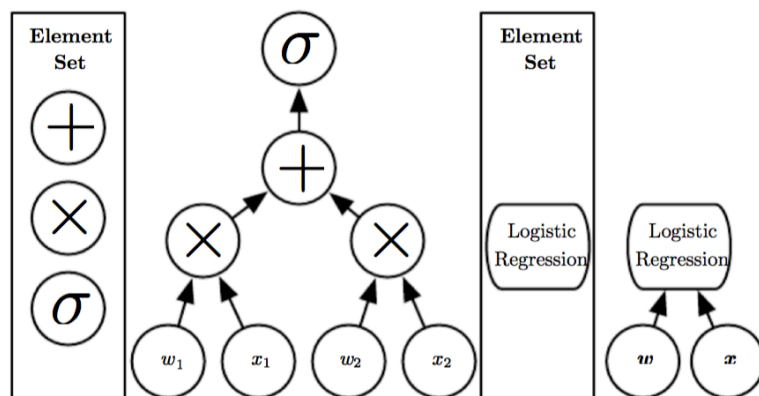 Element
Set
+
×
σ
σ
+
×
×
w₁
x₁
w₂
x₂
Element
Set
Logistic
Regression
Logistic
Regression
w
x